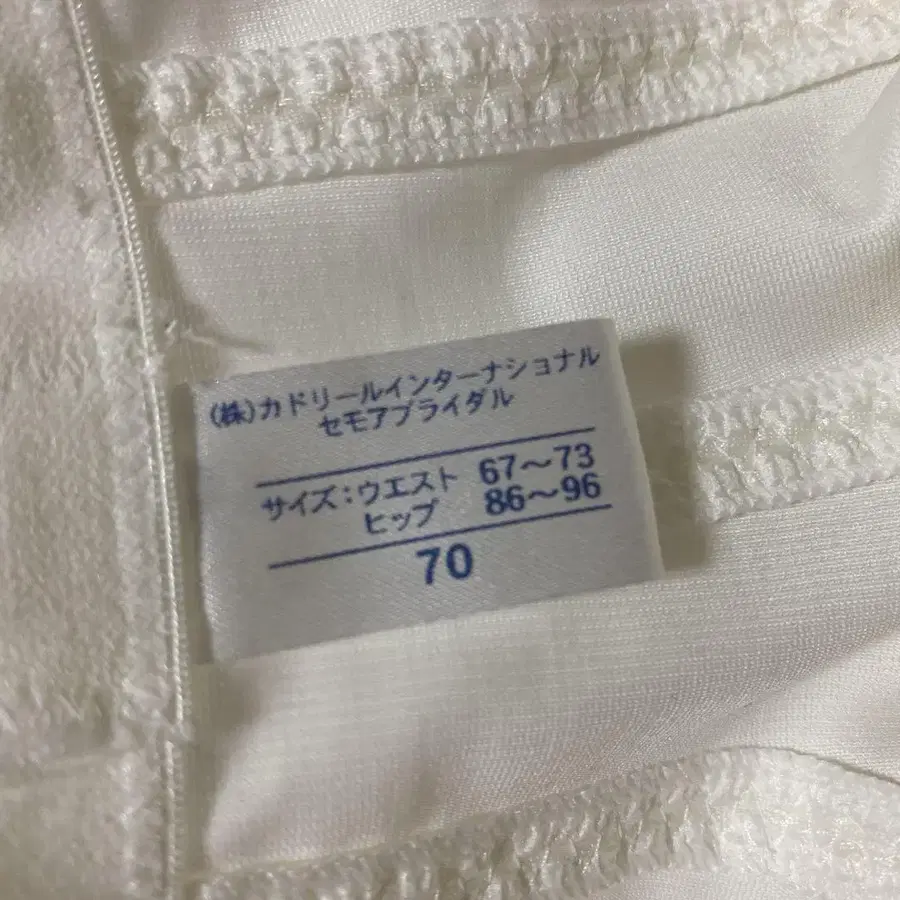 (株)カドリールインターナショナル
セモアブライダル
サイズ:ウエスト 67〜73
ヒップ 86〜96
70